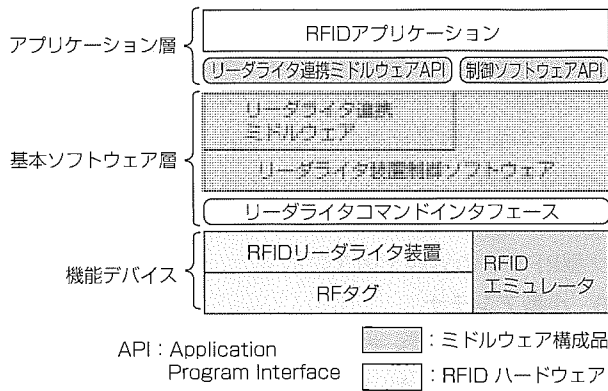 アプリケーション層
RFIDアプリケーション
リーダライタ連携ミドルウェアAPI
制御ソフトウェアAPI
基本ソフトウェア層
リーダライタ連携
ミドルウェア
リーダライタ装置制御ソフトウェア
リーダライタコマンドインタフェース
機能デバイス
RFIDリーダライタ装置
RFタグ
RFID
エミュレータ
API:Application
Program Interface
:ミドルウェア構成品
:RFID ハードウェア